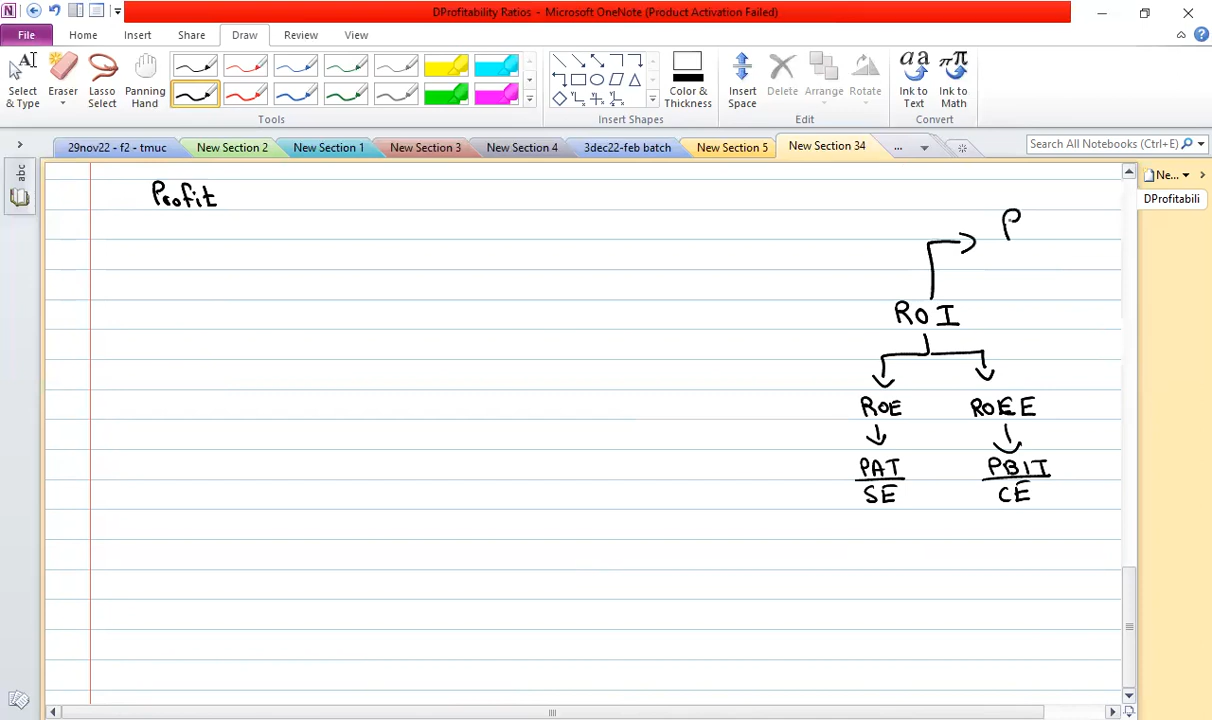 DProfitability Ratios - Microsoft OneNote (Product Activation Failed)
File Home Insert Share Draw Review View
Select & Type Eraser Lasso Select Panning Hand Color & Thickness Insert Space Delete Arrange Rotate Ink to Text Ink to Math
Tools Insert Shapes Edit Convert
29nov22 - f2 - tmuc New Section 2 New Section 1 New Section 3 New Section 4 3dec22-feb batch New Section 5 New Section 34 ... Search All Notebooks (Ctrl+E)
abc
Ne...
DProfitabili
Profit
P
ROI
ROE ROEE
PAT PBIT
SE CE